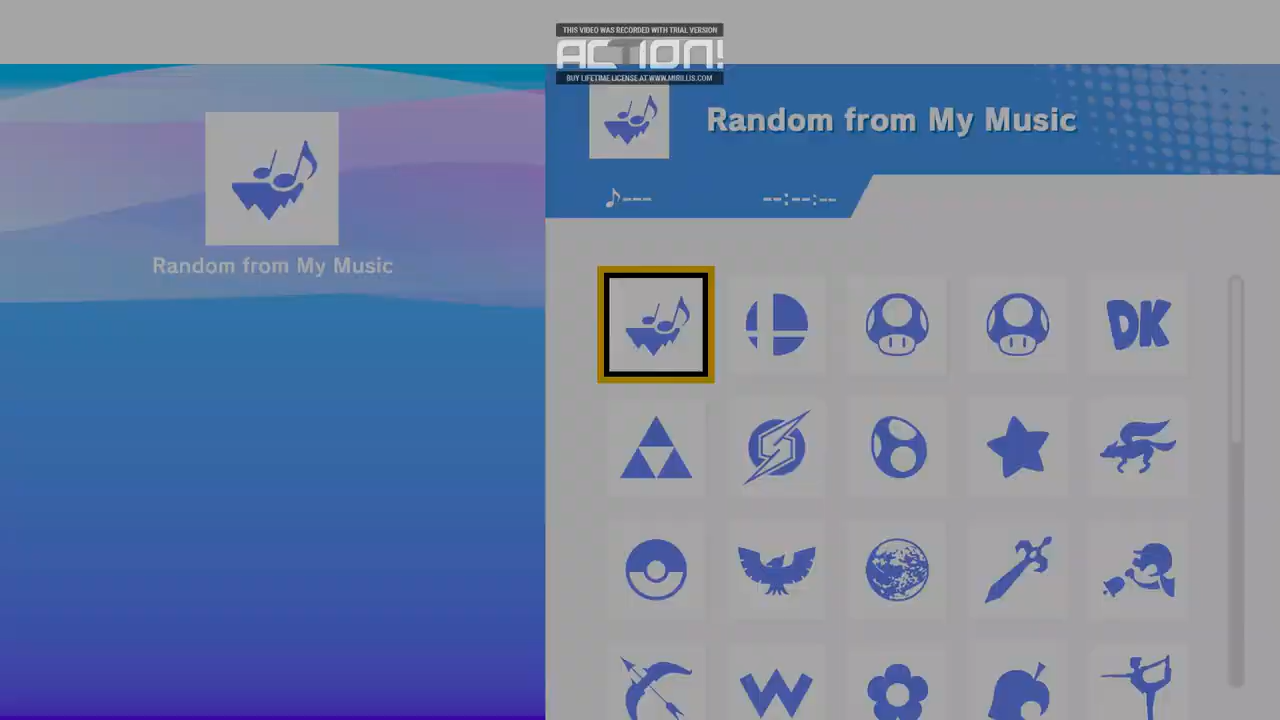 THIS VIDEO WAS RECORDED WITH TRIAL VERSION
ACTION!
BUY LIFETIME LICENSE AT WWW.MIRILLIS.COM
Random from My Music
Random from My Music
---
--:--:--
DK